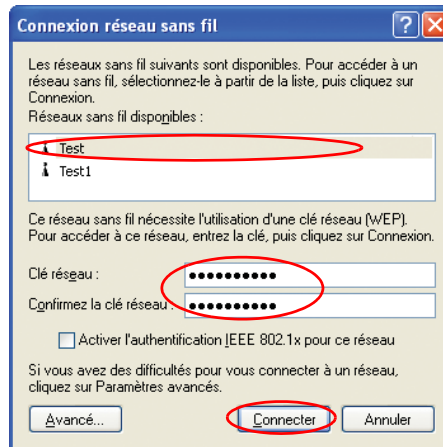 Connexion réseau sans fil
Les réseaux sans fil suivants sont disponibles. Pour accéder à un
réseau sans fil, sélectionnez-le à partir de la liste, puis cliquez sur
Connexion.
Réseaux sans fil disponibles :
Test
Test1
Ce réseau sans fil nécessite l'utilisation d'une clé réseau (WEP).
Pour accéder à ce réseau, entrez la clé, puis cliquez sur Connexion.
Clé réseau : ●●●●●●●●●●
Confirmez la clé réseau : ●●●●●●●●●●
Activer l'authentification IEEE 802.1x pour ce réseau
Si vous avez des difficultés pour vous connecter à un réseau,
cliquez sur Paramètres avancés.
Avancé... Connecter Annuler